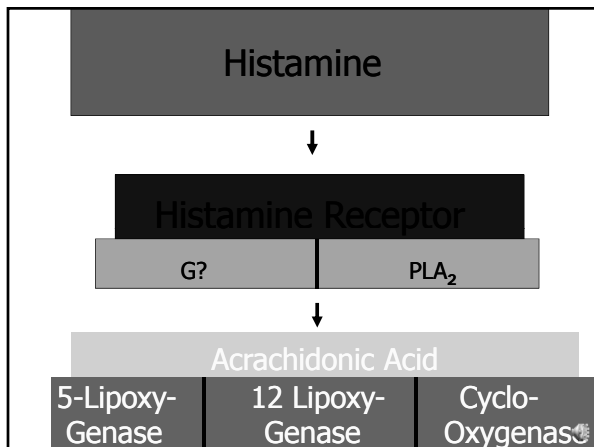 Histamine
Histamine Receptor
G? PLA₂
Acrachidonic Acid
5-Lipoxy- 12 Lipoxy- Cyclo-
Genase Genase Oxygenase